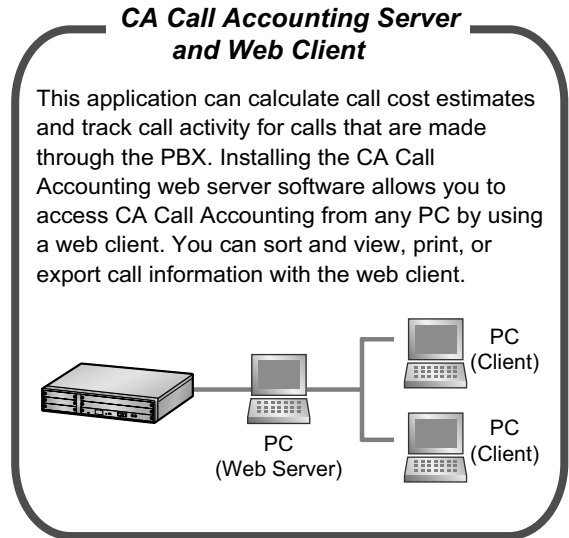 CA Call Accounting Server
and Web Client
This application can calculate call cost estimates
and track call activity for calls that are made
through the PBX. Installing the CA Call
Accounting web server software allows you to
access CA Call Accounting from any PC by using
a web client. You can sort and view, print, or
export call information with the web client.
PC
(Client)
PC
(Web Server)
PC
(Client)